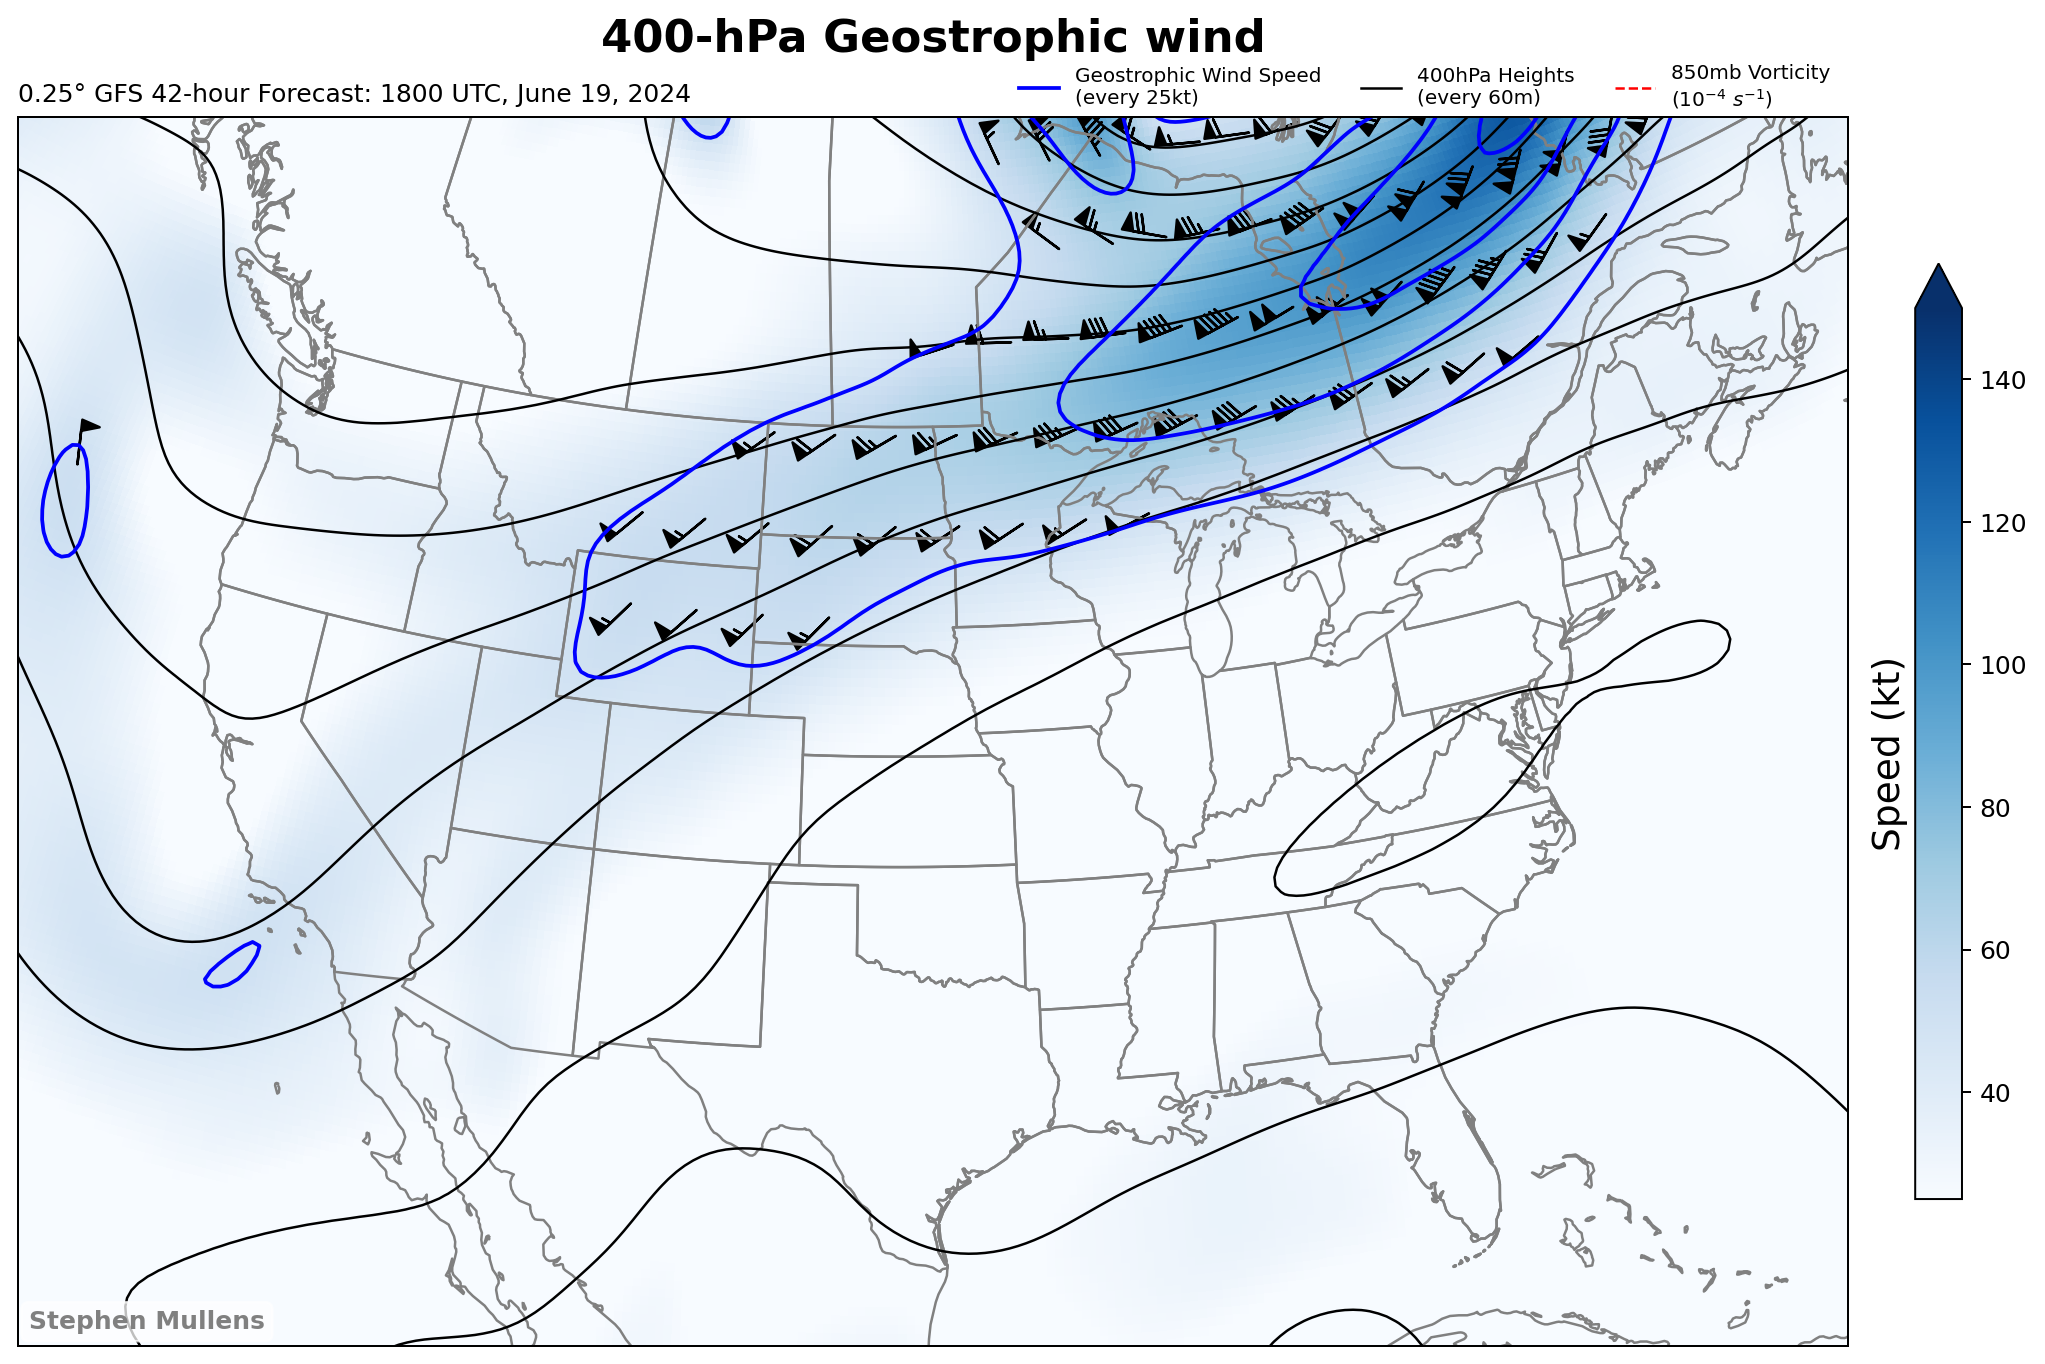 400-hPa Geostrophic wind
0.25° GFS 42-hour Forecast: 1800 UTC, June 19, 2024
Geostrophic Wind Speed
(every 25kt)
400hPa Heights
(every 60m)
850mb Vorticity
(10⁻⁴ s⁻¹)
140
120
100
80
60
40
Speed (kt)
Stephen Mullens